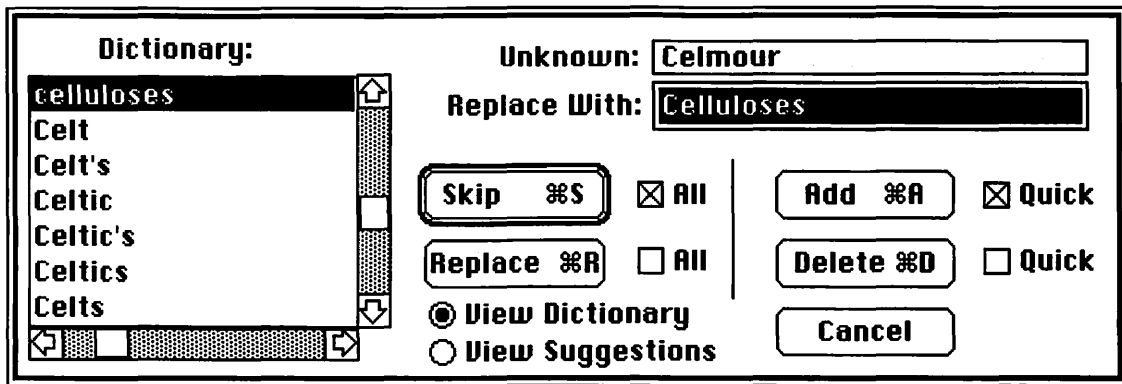 Dictionary:
celluloses
Celt
Celt's
Celtic
Celtic's
Celtics
Celts
Unknown: Celmour
Replace With: Celluloses
Skip ⌘S All
Add ⌘A Quick
Replace ⌘R All
Delete ⌘D Quick
View Dictionary
View Suggestions
Cancel